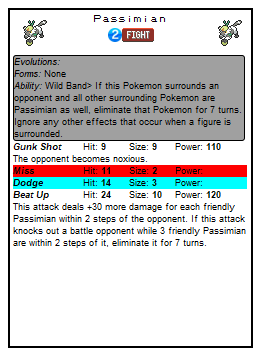 Passimian
2 FIGHT
Evolutions:
Forms: None
Ability: Wild Band> If this Pokemon surrounds an
opponent and all other surrounding Pokemon are
Passimian as well, eliminate that Pokemon for 7 turns.
Ignore any other effects that occur when a figure is
surrounded.
Gunk Shot Hit: 9 Size: 9 Power: 110
The opponent becomes noxious.
Miss Hit: 11 Size: 2 Power:
Dodge Hit: 14 Size: 3 Power:
Beat Up Hit: 24 Size: 10 Power: 120
This attack deals +30 more damage for each friendly
Passimian within 2 steps of the opponent. If this attack
knocks out a battle opponent while 3 friendly Passimian
are within 2 steps of it, eliminate it for 7 turns.